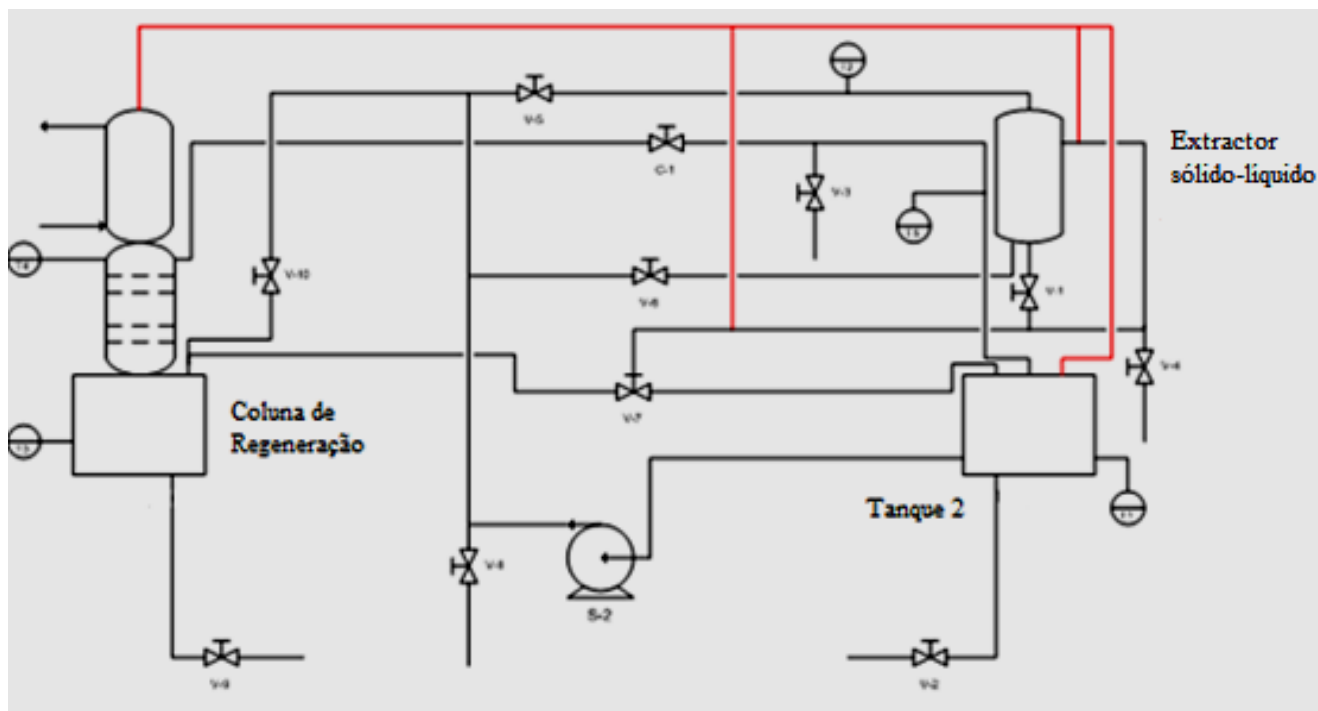 V-5
C-1
V-3
Extractor
sólido-liquido
V-10
V-6
V-1
V-4
V-7
Coluna de
Regeneração
Tanque 2
S-2
V-9
V-2